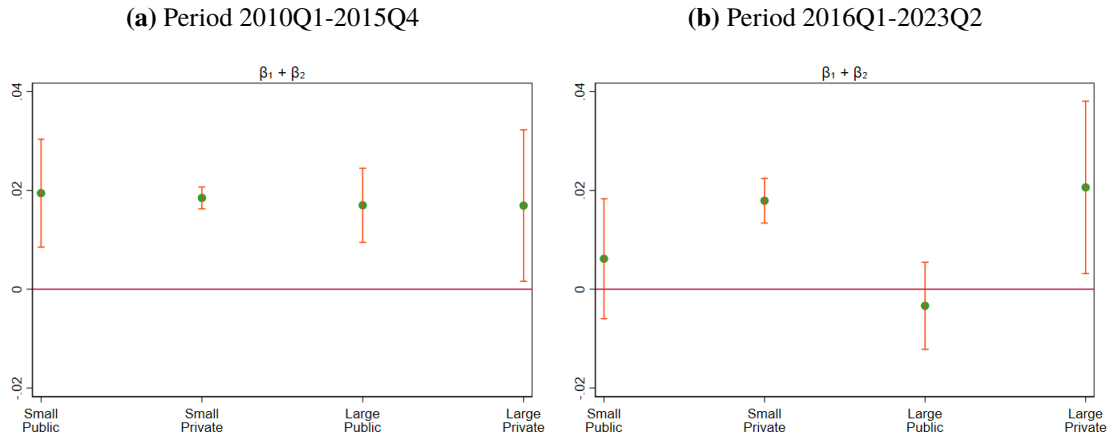 (a) Period 2010Q1-2015Q4
β₁ + β₂
.04
.02
0
-.02
Small Public
Small Private
Large Public
Large Private
(b) Period 2016Q1-2023Q2
β₁ + β₂
.04
.02
0
-.02
Small Public
Small Private
Large Public
Large Private